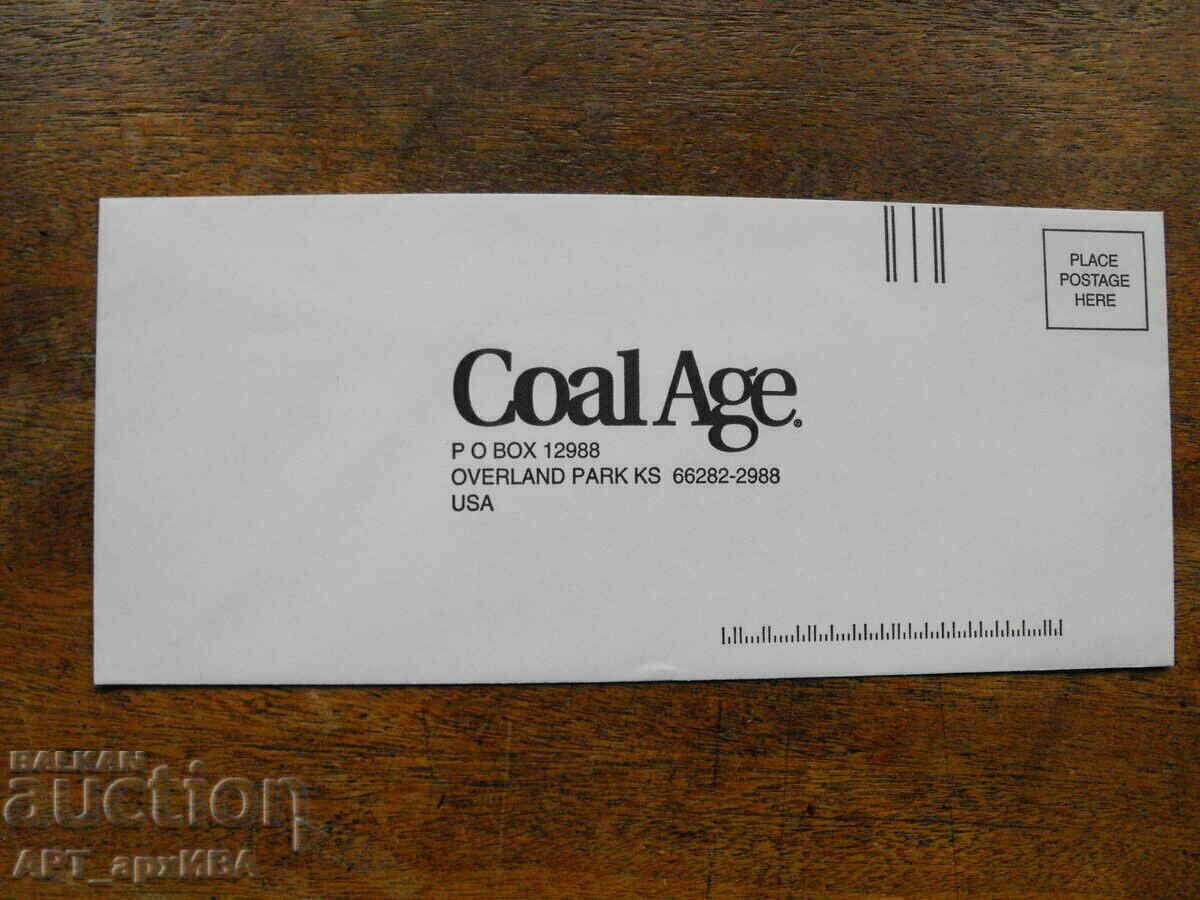 PLACE
POSTAGE
HERE
Coal Age®
P O BOX 12988
OVERLAND PARK KS 66282-2988
USA
BALKAN
auction
АРТ_архИВА